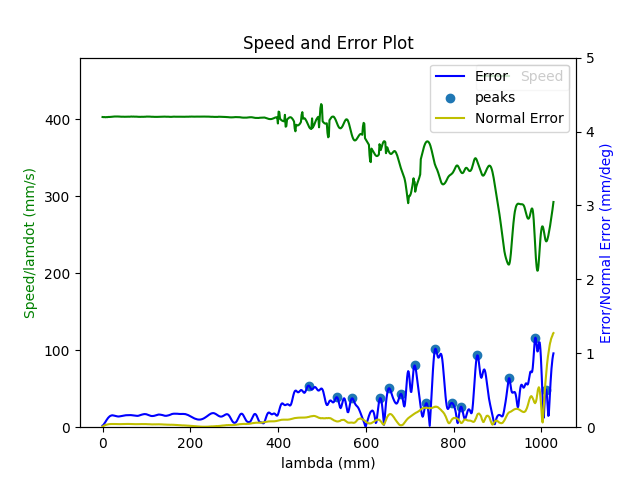 Speed and Error Plot
Error
Speed
peaks
Normal Error
Speed/lamdot (mm/s)
400
300
200
100
0
5
4
3
2
1
0
Error/Normal Error (mm/deg)
0 200 400 600 800 1000
lambda (mm)